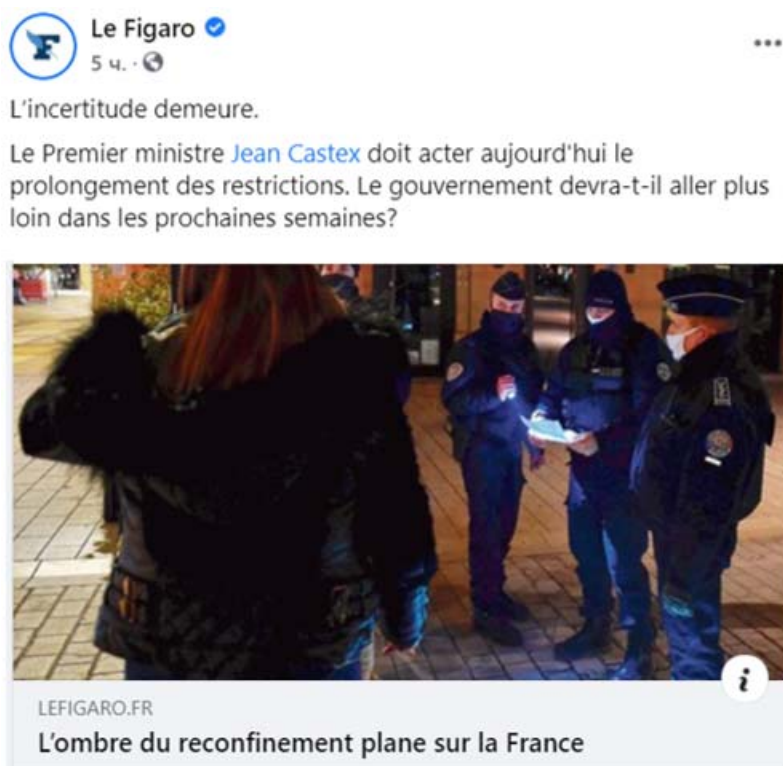 Le Figaro
5 ч.
L'incertitude demeure.
Le Premier ministre Jean Castex doit acter aujourd'hui le
prolongement des restrictions. Le gouvernement devra-t-il aller plus
loin dans les prochaines semaines?
LEFIGARO.FR
L'ombre du reconfinement plane sur la France